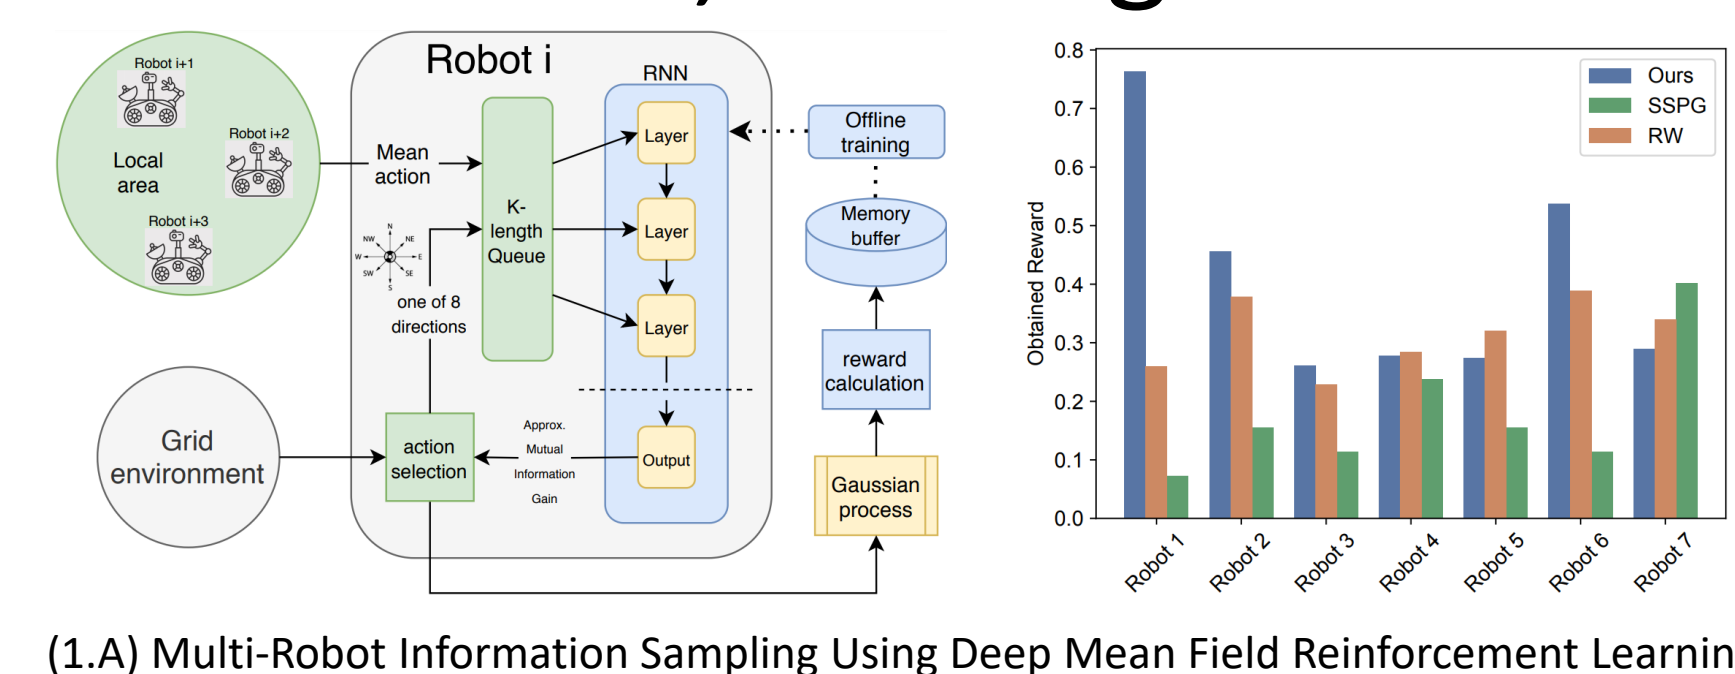 Robot i
Robot i+1
Robot i+2
Local
area
Robot i+3
Mean
action
K-
length
Queue
N
NW
NE
W
E
SW
SE
S
one of 8
directions
RNN
Layer
Layer
Layer
Output
Approx.
Mutual
Information
Gain
action
selection
Grid
environment
Offline
training
Memory
buffer
reward
calculation
Gaussian
process
Obtained Reward
0.8
0.7
0.6
0.5
0.4
0.3
0.2
0.1
0.0
Ours
SSPG
RW
Robot 1
Robot 2
Robot 3
Robot 4
Robot 5
Robot 6
Robot 7
(1.A) Multi-Robot Information Sampling Using Deep Mean Field Reinforcement Learnin